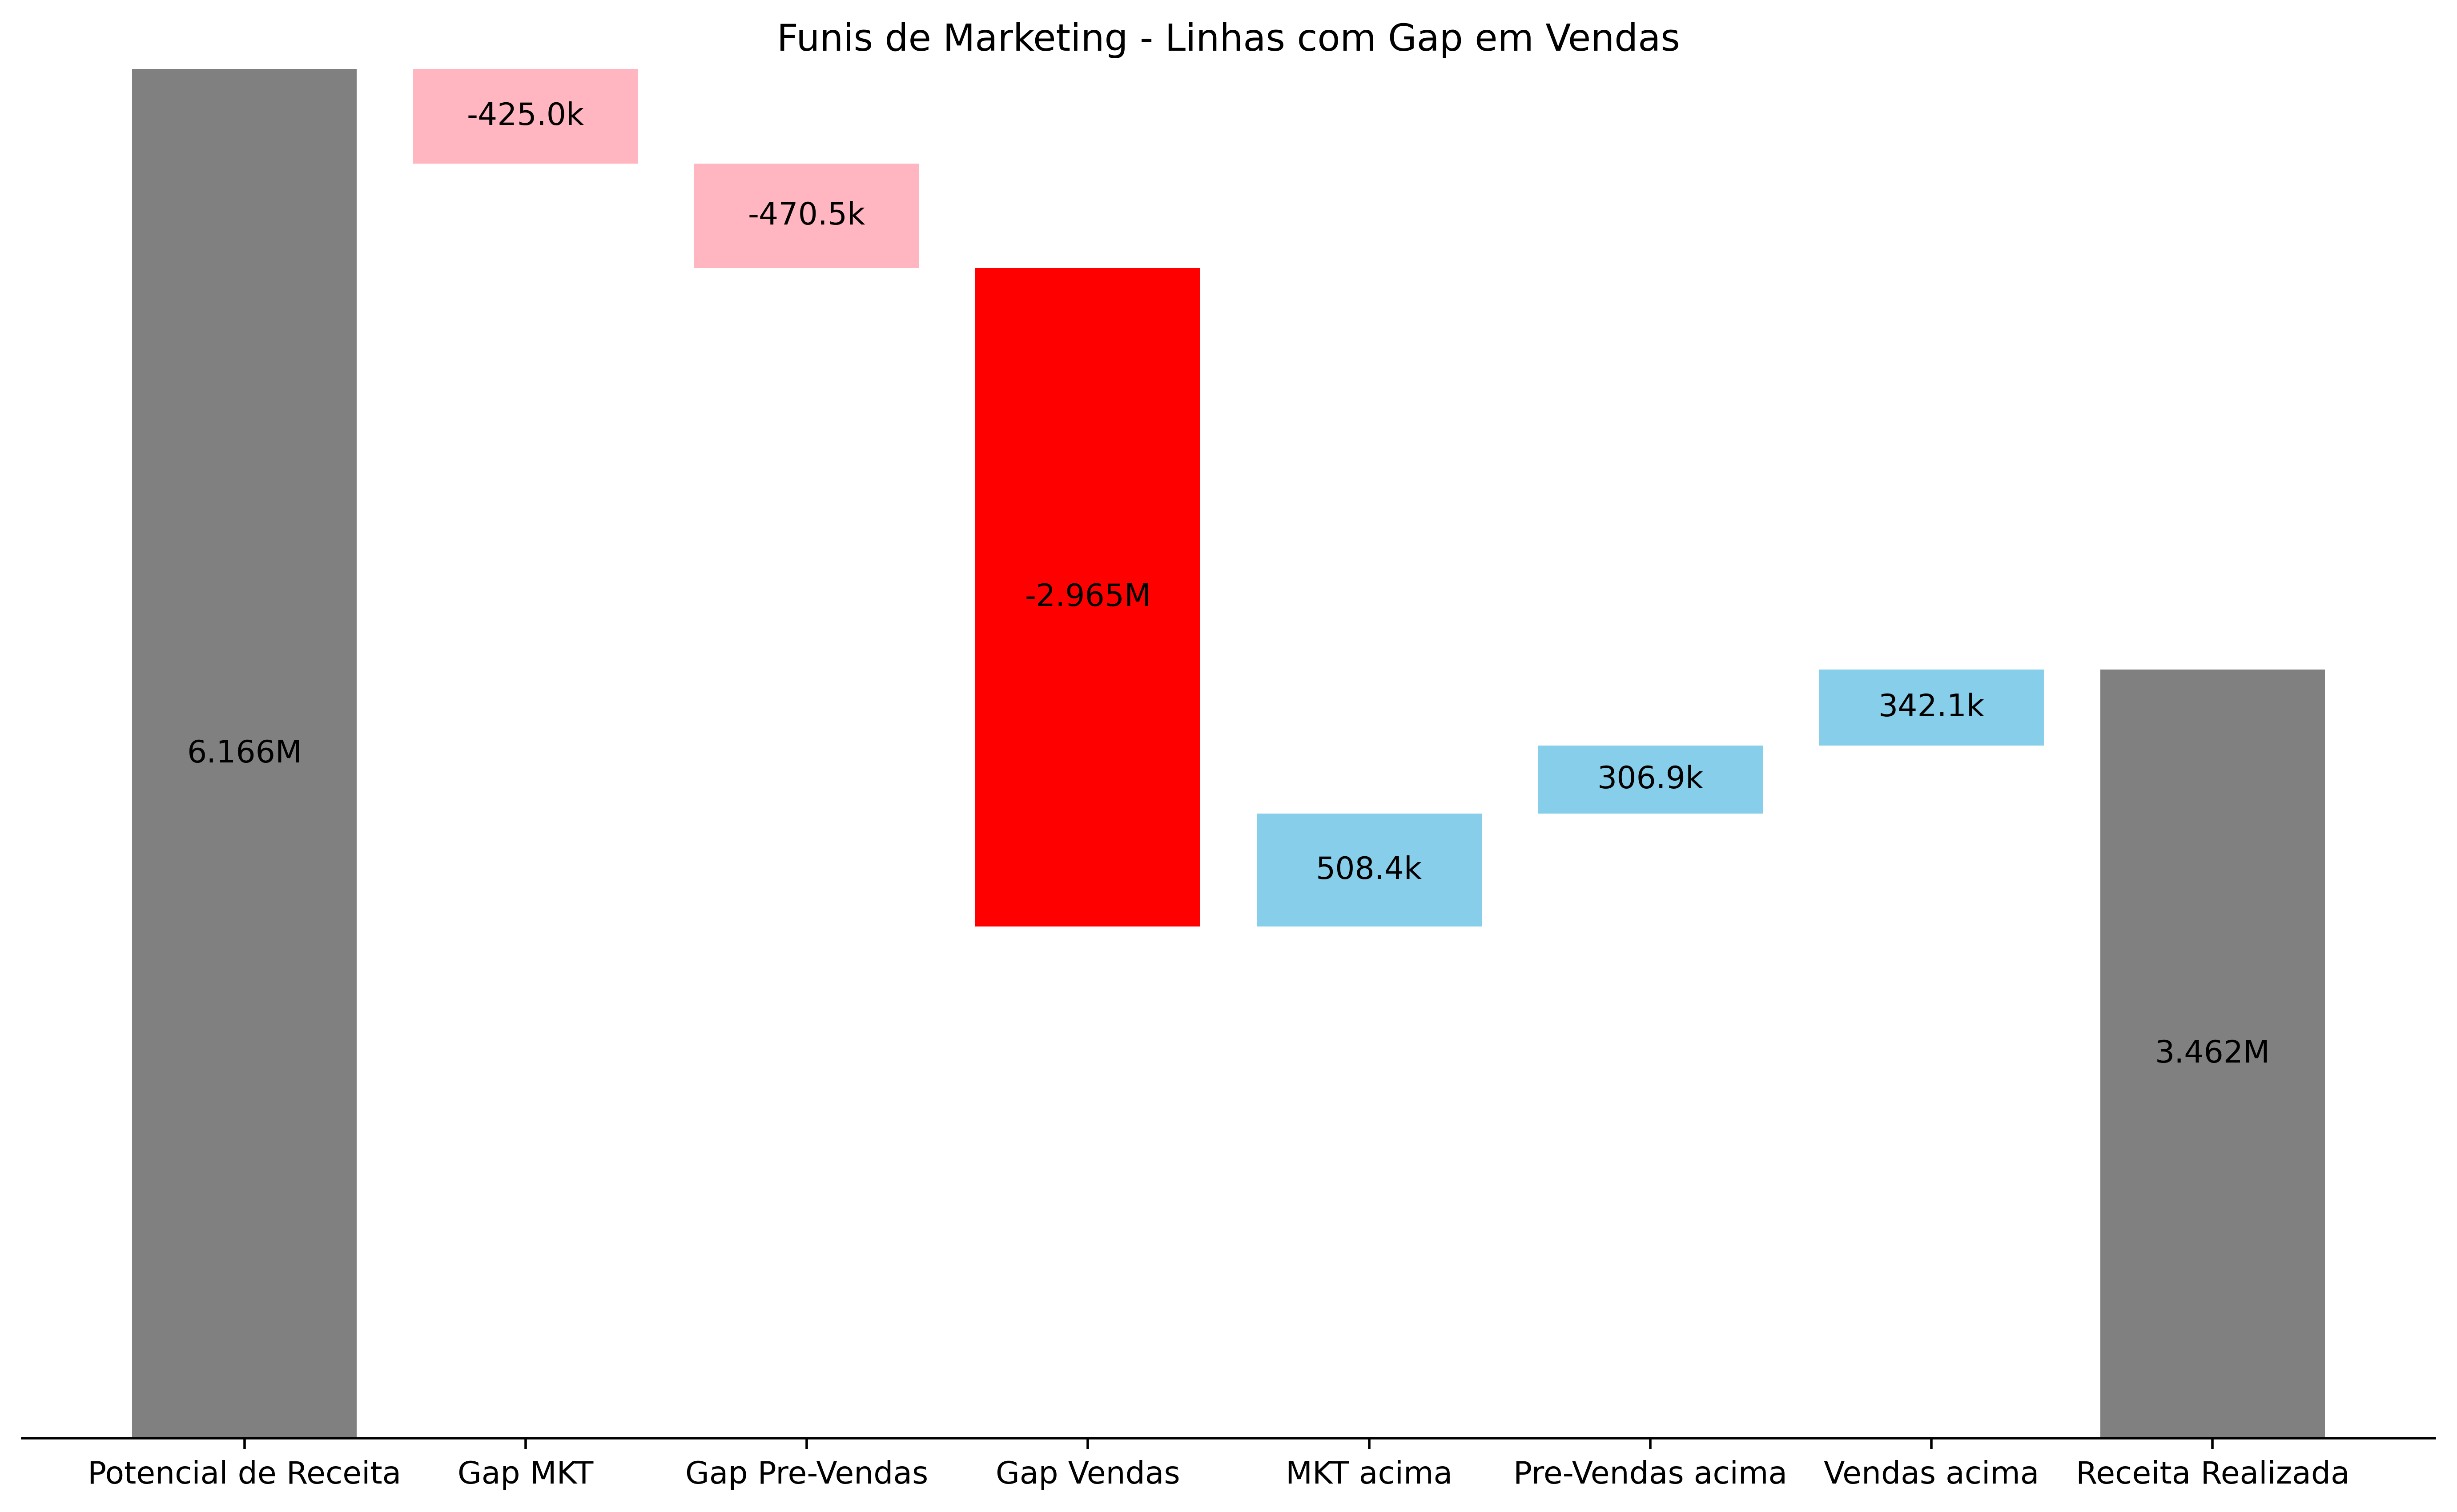 Funis de Marketing - Linhas com Gap em Vendas
-425.0k
-470.5k
-2.965M
342.1k
6.166M
306.9k
508.4k
3.462M
Potencial de Receita
Gap MKT
Gap Pre-Vendas
Gap Vendas
MKT acima
Pre-Vendas acima
Vendas acima
Receita Realizada